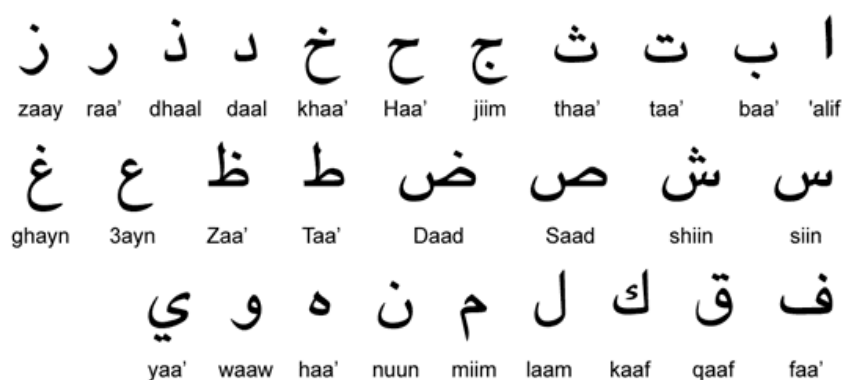 ا ب ت ث ج ح خ د ذ ر ز
'alif baa’ taa’ thaa’ jiim Haa’ khaa’ daal dhaal raa’ zaay
س ش ص ض ط ظ ع غ
siin shiin Saad Daad Taa’ Zaa’ 3ayn ghayn
ف ق ك ل م ن ه و ي
faa’ qaaf kaaf laam miim nuun haa’ waaw yaa’